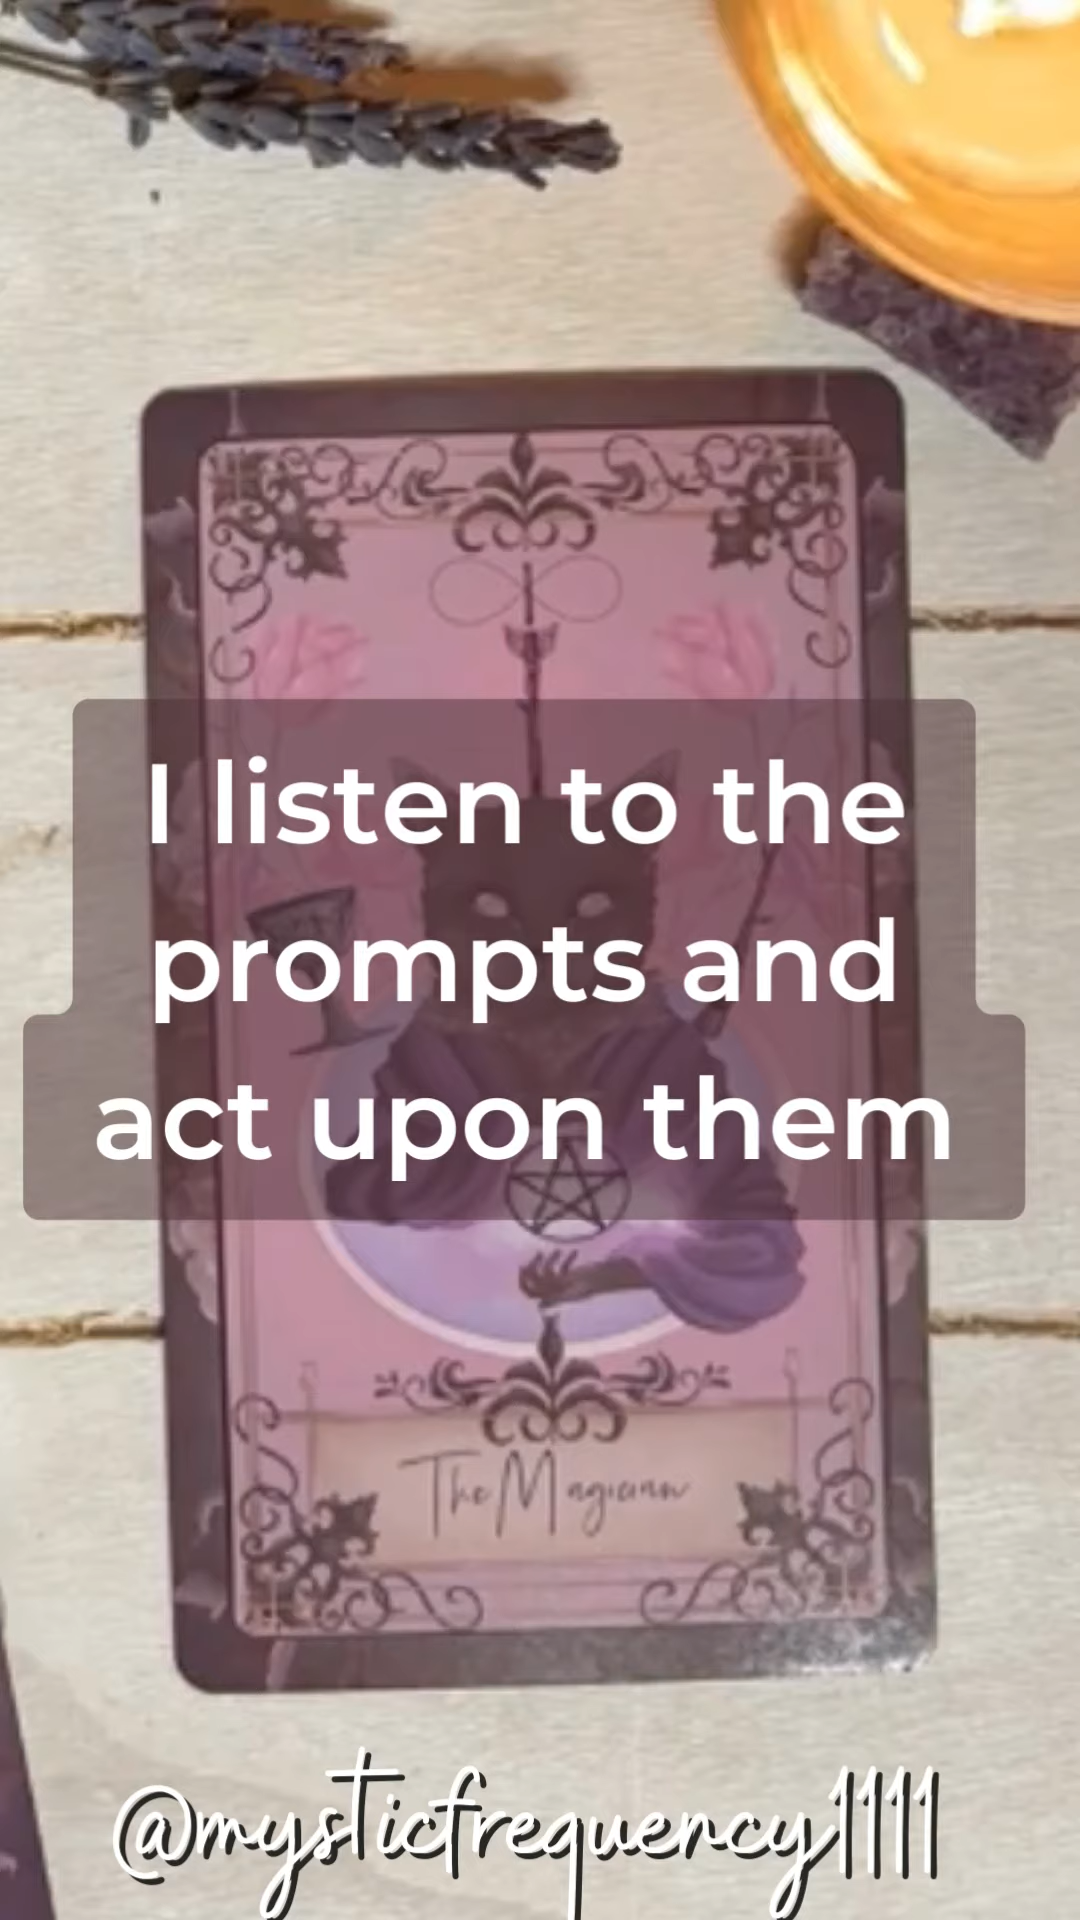 I listen to the
prompts and
act upon them
The Magician
@mysticfrequency1111